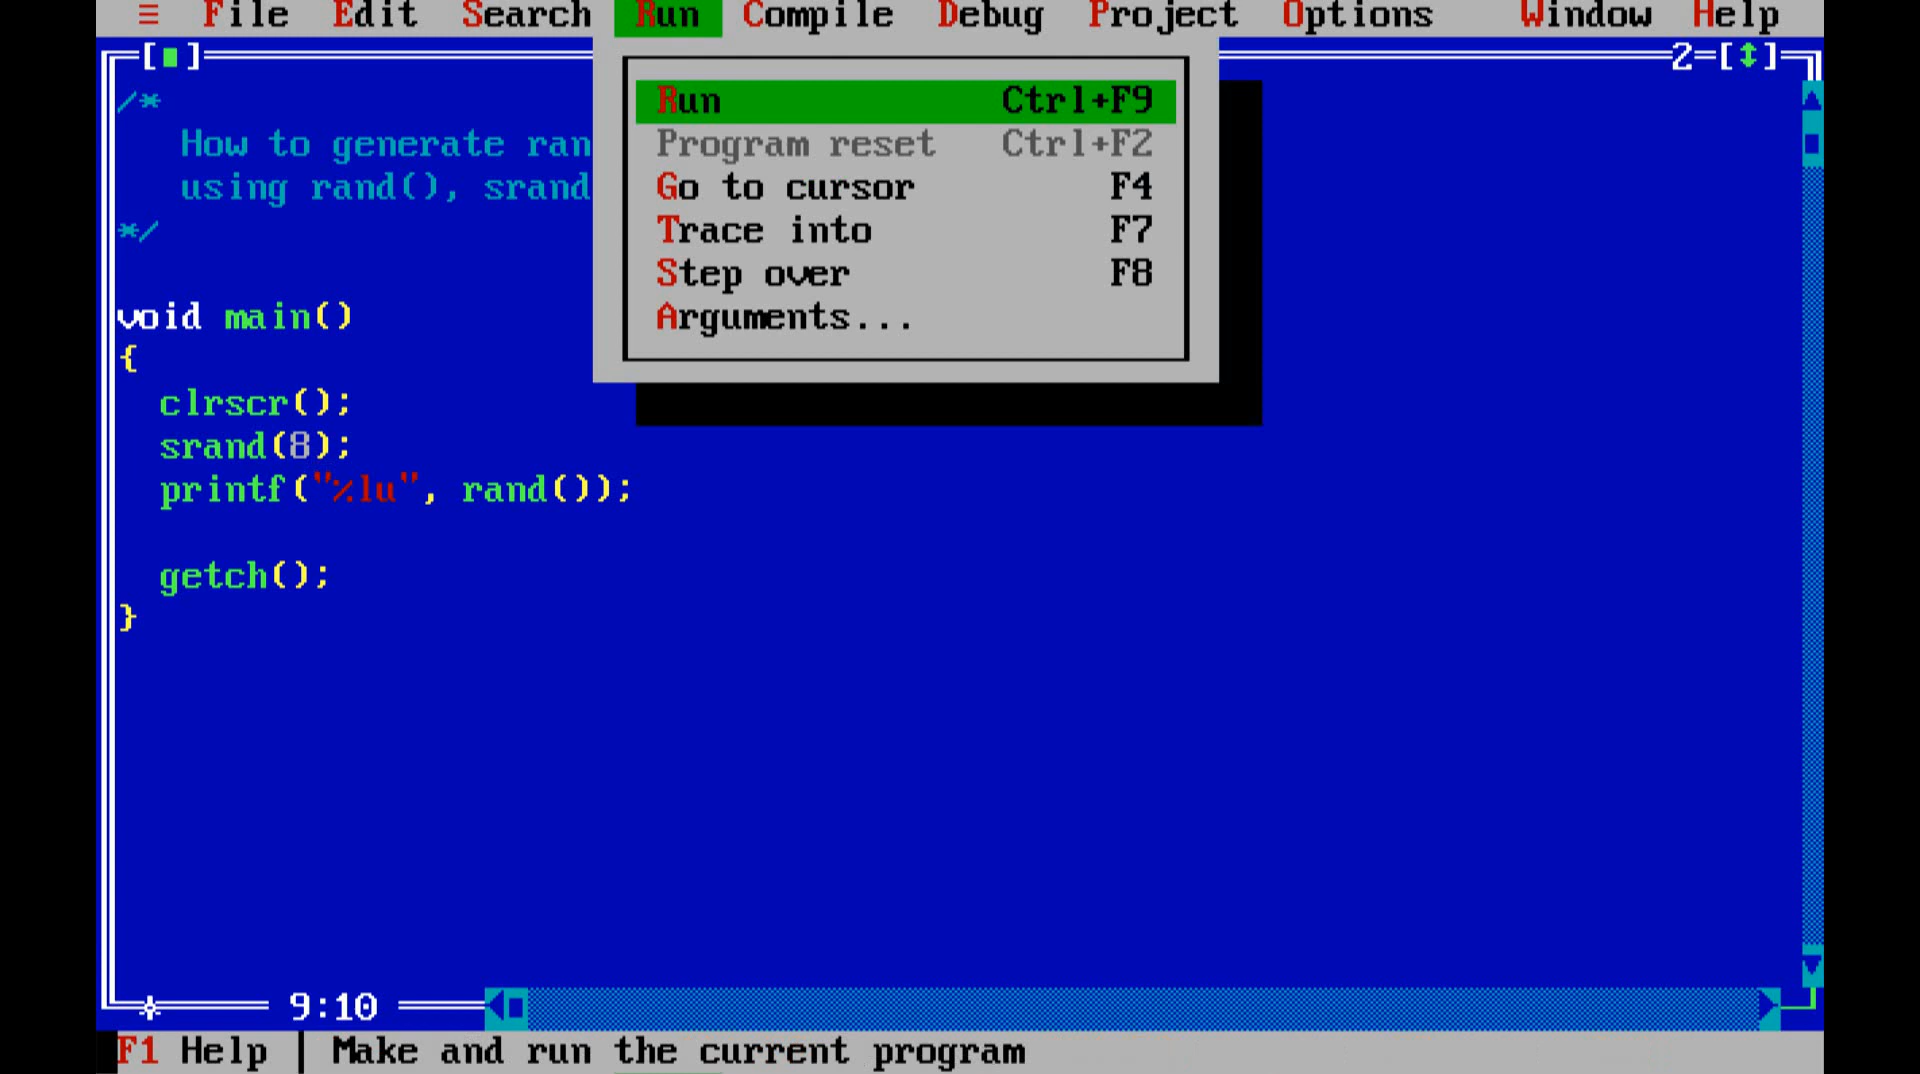 ≡ File Edit Search Run Compile Debug Project Options Window Help
[■] 2=[↕]
/*
How to generate ran
using rand(), srand
*/
Run Ctrl+F9
Program reset Ctrl+F2
Go to cursor F4
Trace into F7
Step over F8
Arguments...
void main()
{
clrscr();
srand(8);
printf("%lu", rand());
getch();
}
9:10
F1 Help | Make and run the current program